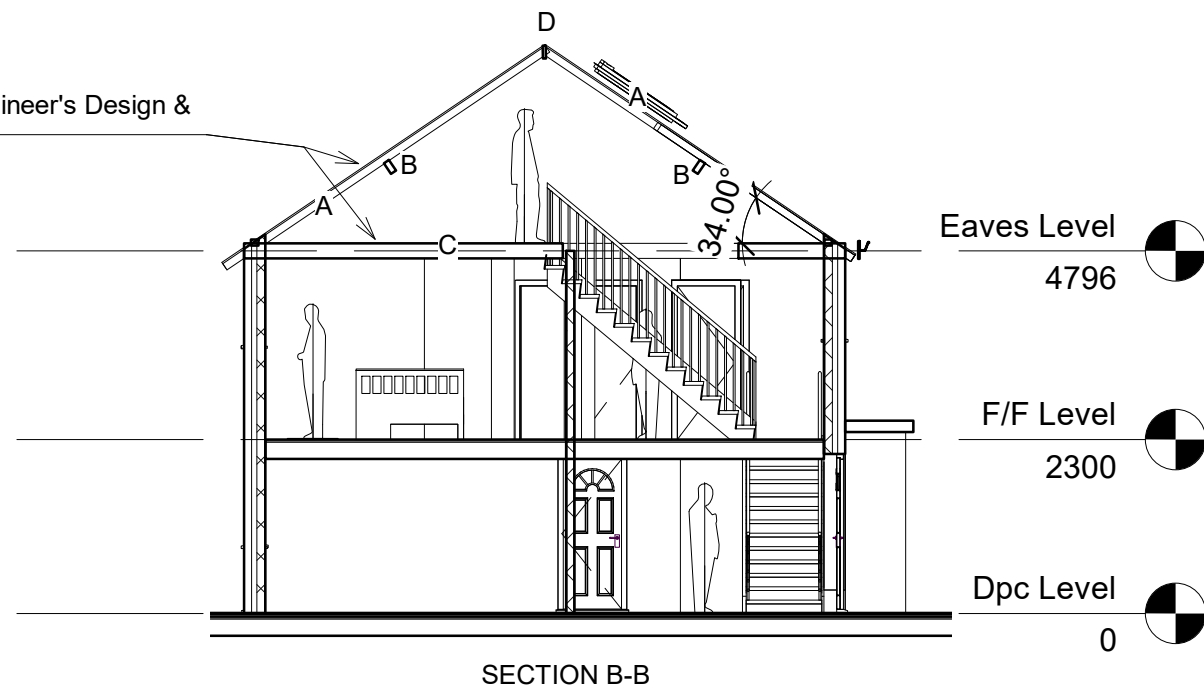 D
ineer's Design &
A
B
B
A
34.00°
C
Eaves Level
4796
F/F Level
2300
Dpc Level
0
SECTION B-B